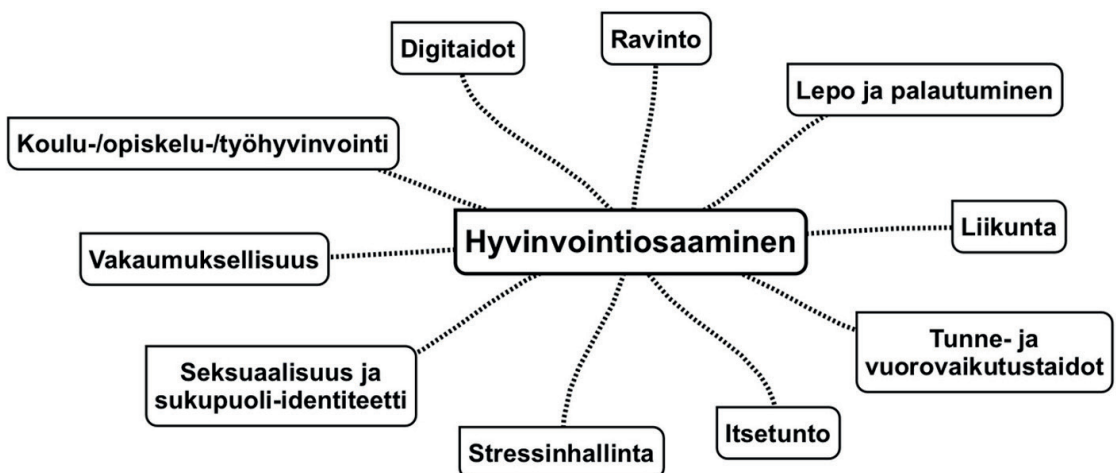 Digitaidot
Ravinto
Lepo ja palautuminen
Koulu-/opiskelu-/työhyvinvointi
Hyvinvointiosaaminen
Liikunta
Vakaumuksellisuus
Tunne- ja
vuorovaikutustaidot
Seksuaalisuus ja
sukupuoli-identiteetti
Itsetunto
Stressinhallinta